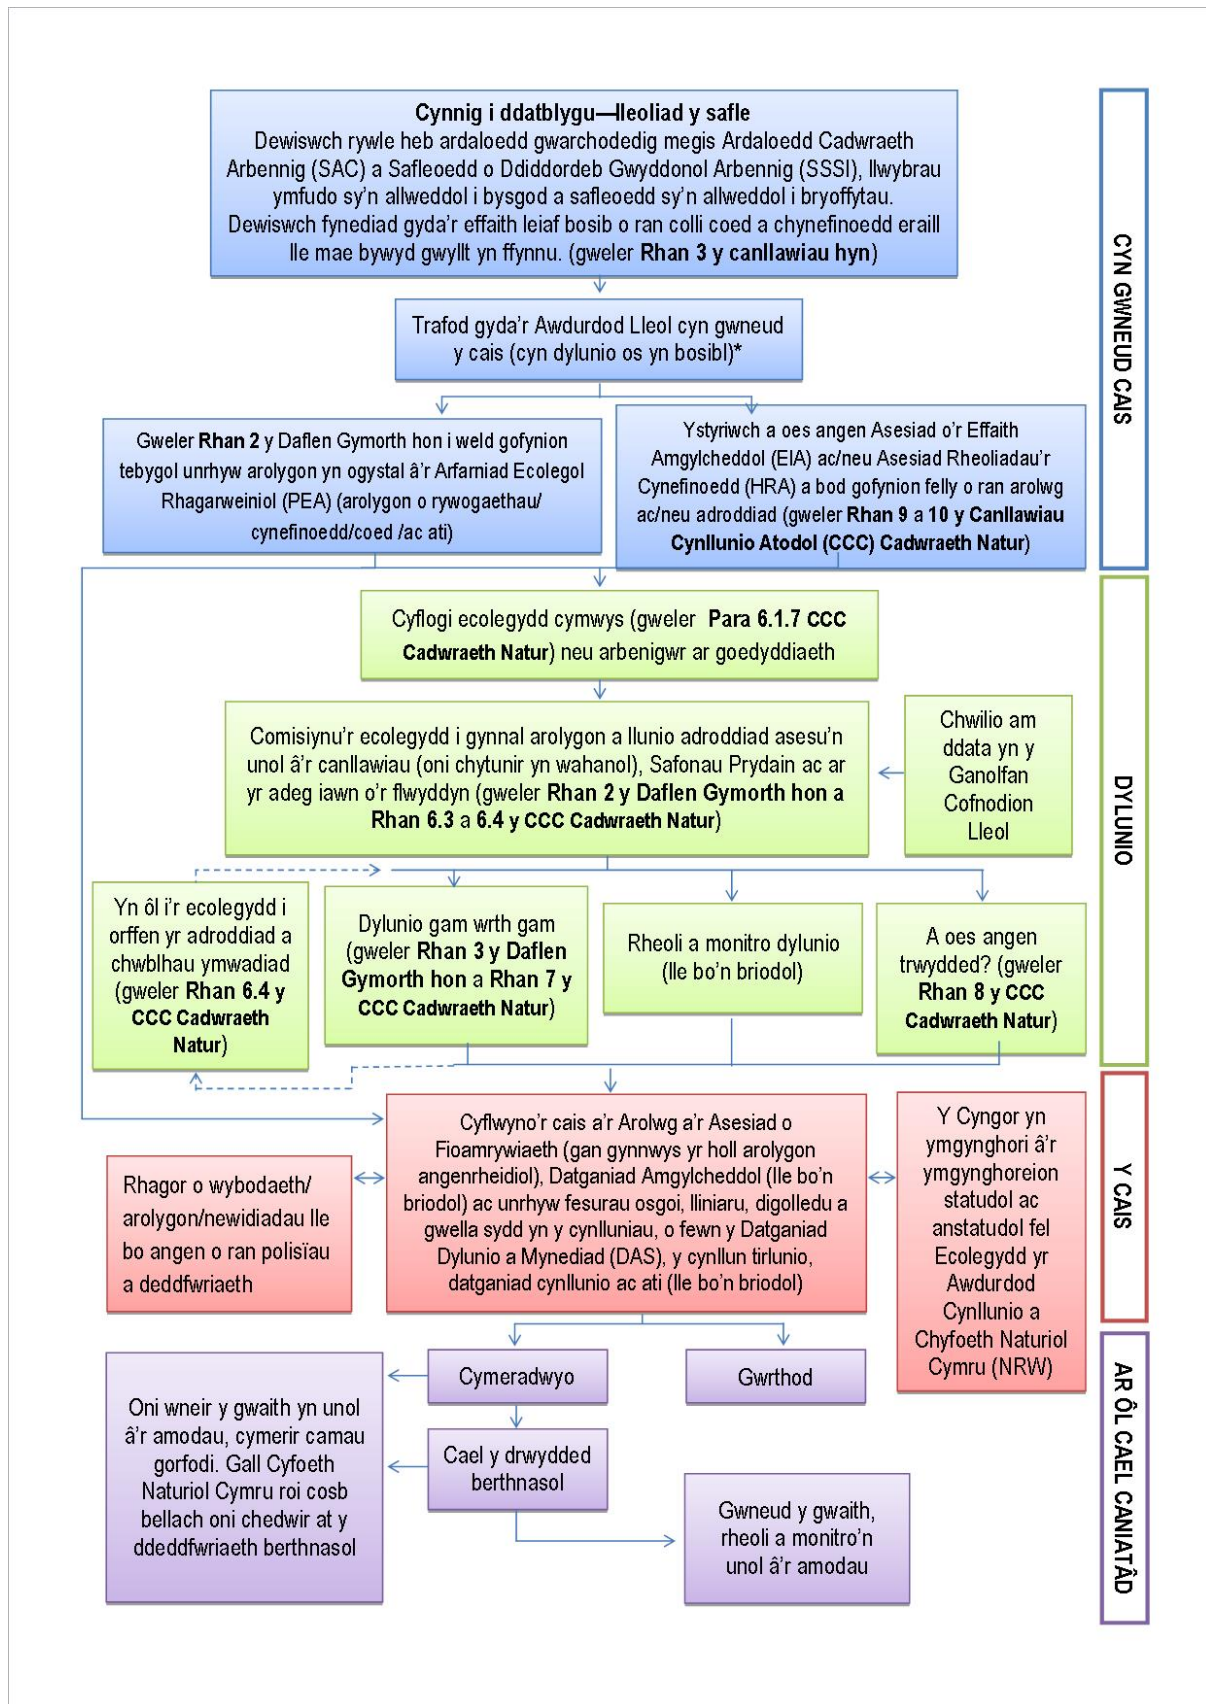 Cynnig i ddatblygu—lleoliad y safle
Dewiswch rywle heb ardaloedd gwarchodedig megis Ardaloedd Cadwraeth
Arbennig (SAC) a Safleoedd o Ddiddordeb Gwyddonol Arbennig (SSSI), llwybrau
ymfudo sy'n allweddol i bysgod a safleoedd sy'n allweddol i bryoffytau.
Dewiswch fynediad gyda'r effaith leiaf bosib o ran colli coed a chynefinoedd eraill
lle mae bywyd gwyllt yn ffynnu. (gweler Rhan 3 y canllawiau hyn)
CYN GWNEUD CAIS
Trafod gyda'r Awdurdod Lleol cyn gwneud
y cais (cyn dylunio os yn bosibl)*
Gweler Rhan 2 y Daflen Gymorth hon i weld gofynion
tebygol unrhyw arolygon yn ogystal â'r Arfarniad Ecolegol
Rhagarweiniol (PEA) (arolygon o rywogaethau/
cynefinoedd/coed /ac ati)
Ystyriwch a oes angen Asesiad o'r Effaith
Amgylcheddol (EIA) ac/neu Asesiad Rheoliadau'r
Cynefinoedd (HRA) a bod gofynion felly o ran arolwg
ac/neu adroddiad (gweler Rhan 9 a 10 y Canllawiau
Cynllunio Atodol (CCC) Cadwraeth Natur)
Cyflogi ecolegydd cymwys (gweler Para 6.1.7 CCC
Cadwraeth Natur) neu arbenigwr ar goedyddiaeth
DYLUNIO
Comisiynu'r ecolegydd i gynnal arolygon a llunio adroddiad asesu'n
unol â'r canllawiau (oni chytunir yn wahanol), Safonau Prydain ac ar
yr adeg iawn o'r flwyddyn (gweler Rhan 2 y Daflen Gymorth hon a
Rhan 6.3 a 6.4 y CCC Cadwraeth Natur)
Chwilio am
ddata yn y
Ganolfan
Cofnodion
Lleol
Yn ôl i'r ecolegydd i
orffen yr adroddiad a
chwblhau ymwadiad
(gweler Rhan 6.4 y
CCC Cadwraeth
Natur)
Dylunio gam wrth gam
(gweler Rhan 3 y Daflen
Gymorth hon a Rhan 7 y
CCC Cadwraeth Natur)
Rheoli a monitro dylunio
(lle bo'n briodol)
A oes angen
trwydded? (gweler
Rhan 8 y CCC
Cadwraeth Natur)
Cyflwyno'r cais a'r Arolwg a'r Asesiad o
Fioamrywiaeth (gan gynnwys yr holl arolygon
angenrheidiol), Datganiad Amgylcheddol (lle bo'n
briodol) ac unrhyw fesurau osgoi, lliniaru, digolledu a
gwella sydd yn y cynlluniau, o fewn y Datganiad
Dylunio a Mynediad (DAS), y cynllun tirlunio,
datganiad cynllunio ac ati (lle bo'n briodol)
Rhagor o wybodaeth/
arolygon/newidiadau lle
bo angen o ran polisïau
a deddfwriaeth
Y Cyngor yn
ymgynghori â'r
ymgynghoreion
statudol ac
anstatudol fel
Ecolegydd yr
Awdurdod
Cynllunio a
Chyfoeth Naturiol
Cymru (NRW)
Y CAIS
Cymeradwyo
Gwrthod
Oni wneir y gwaith yn unol
â'r amodau, cymerir camau
gorfodi. Gall Cyfoeth
Naturiol Cymru roi cosb
bellach oni chedwir at y
ddeddfwriaeth berthnasol
Cael y drwydded
berthnasol
Gwneud y gwaith,
rheoli a monitro'n
unol â'r amodau
AR ÔL CAEL CANIATÂD